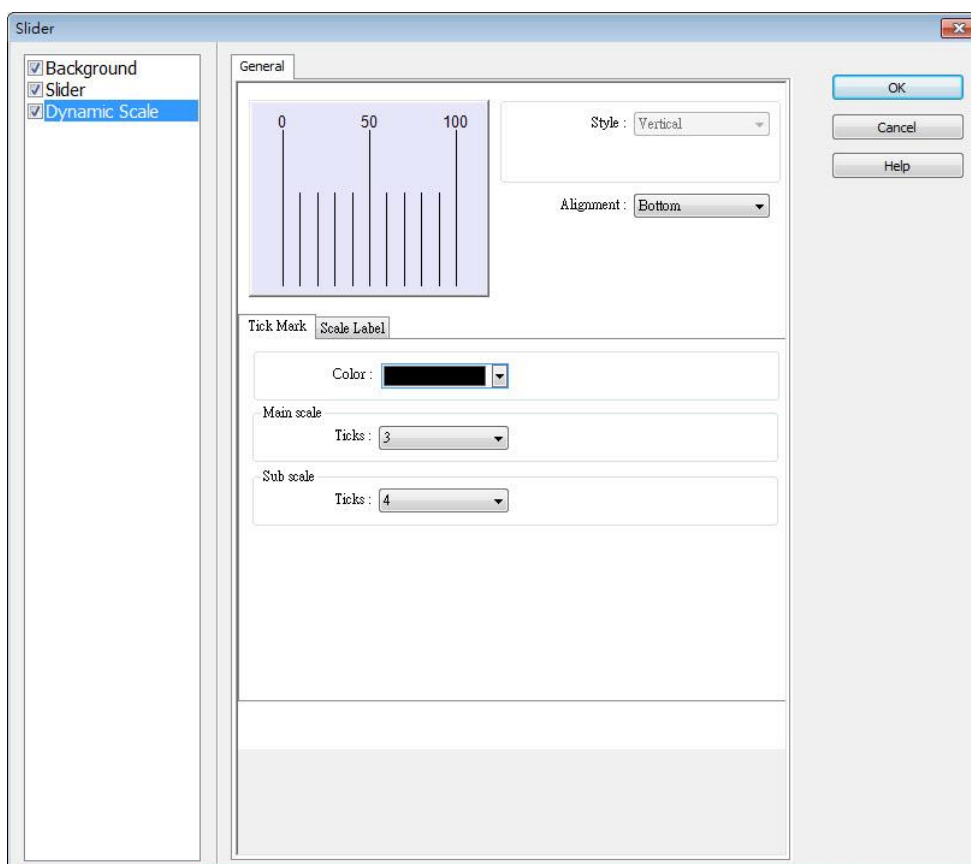 Slider
Background
Slider
Dynamic Scale
General
0 50 100
Style : Vertical
Alignment : Bottom
OK
Cancel
Help
Tick Mark Scale Label
Color :
Main scale
Ticks : 3
Sub scale
Ticks : 4